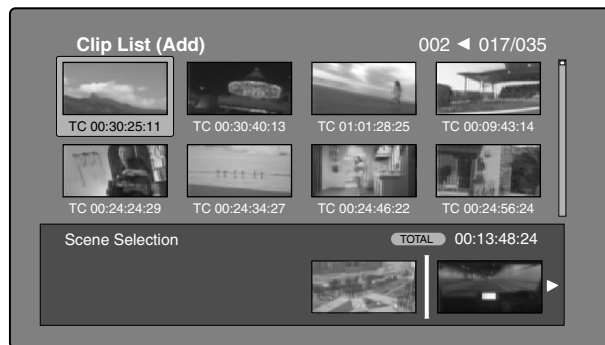 Clip List (Add) 002 ◀ 017/035
TC 00:30:25:11 TC 00:30:40:13 TC 01:01:28:25 TC 00:09:43:14
TC 00:24:24:29 TC 00:24:34:27 TC 00:24:46:22 TC 00:24:56:24
Scene Selection TOTAL 00:13:48:24